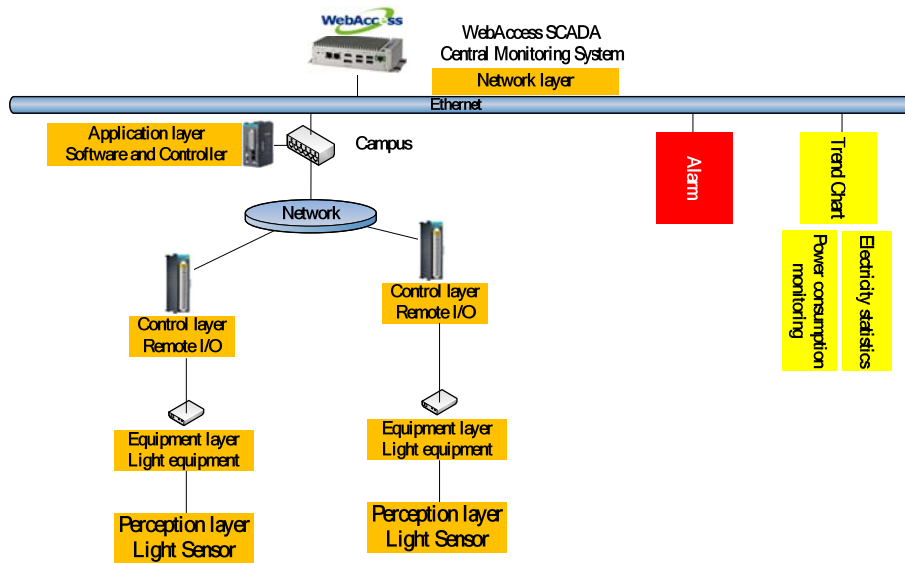 WebAccess
WebAccess SCADA
Central Monitoring System
Network layer
Ethernet
Application layer
Software and Controller
Campus
Alarm
Trend Chart
Network
Power consumption
monitoring
Electricity statistics
Control layer
Remote I/O
Control layer
Remote I/O
Equipment layer
Light equipment
Equipment layer
Light equipment
Perception layer
Light Sensor
Perception layer
Light Sensor